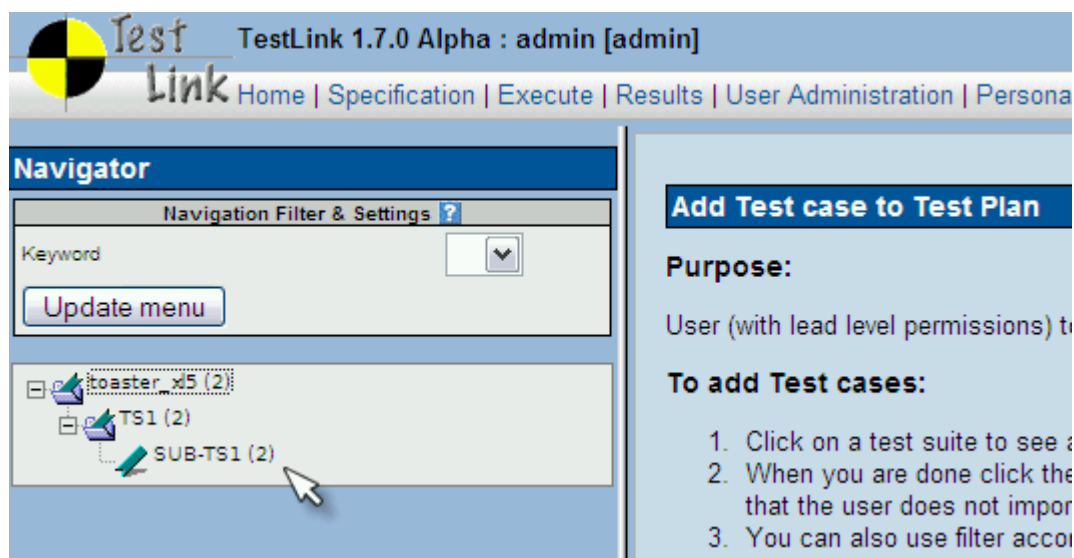 Test
Link
TestLink 1.7.0 Alpha : admin [admin]
Home | Specification | Execute | Results | User Administration | Persona
Navigator
Navigation Filter & Settings ?
Keyword
Update menu
toaster_xl5 (2)
TS1 (2)
SUB-TS1 (2)
Add Test case to Test Plan
Purpose:
User (with lead level permissions) t
To add Test cases:
1. Click on a test suite to see a
2. When you are done click the
that the user does not impor
3. You can also use filter accor